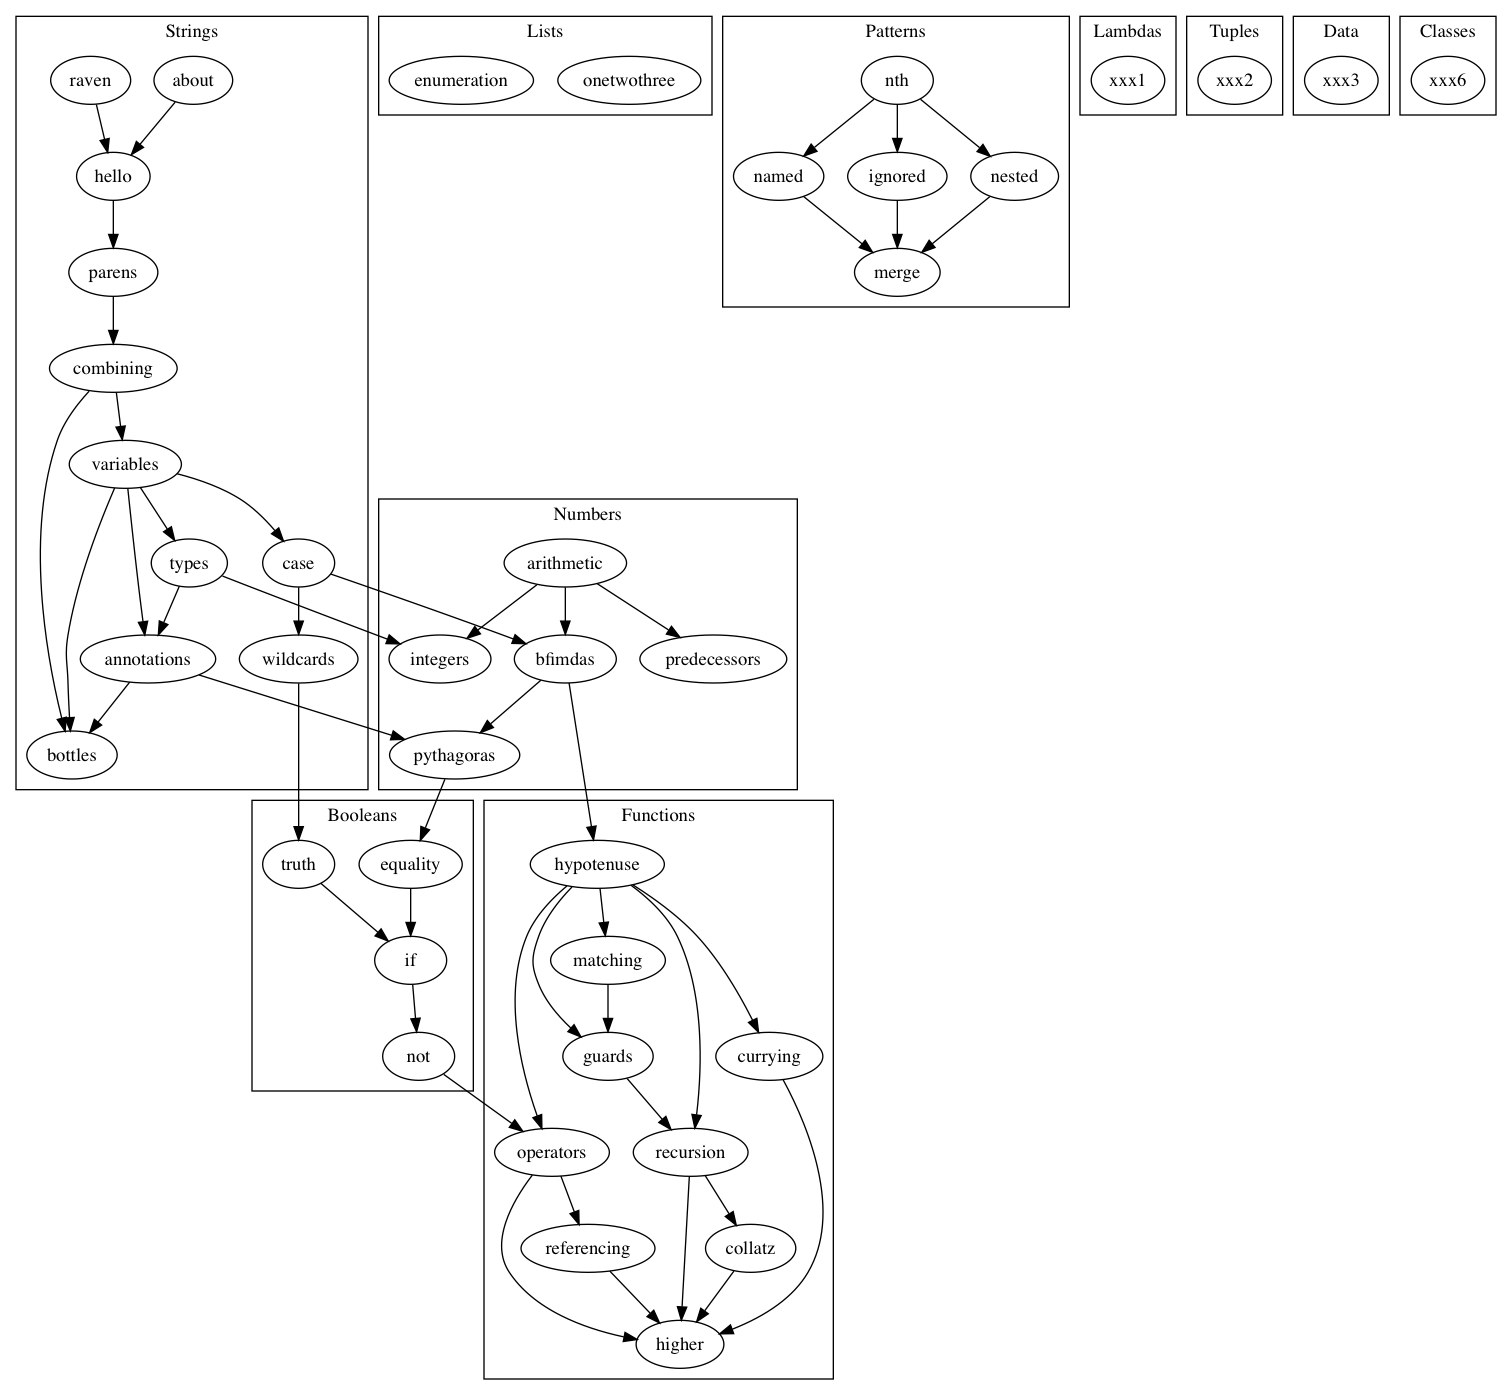 Strings
raven
about
hello
parens
combining
variables
types
case
annotations
wildcards
bottles
Lists
enumeration
onetwothree
Patterns
nth
named
ignored
nested
merge
Lambdas
xxx1
Tuples
xxx2
Data
xxx3
Classes
xxx6
Numbers
arithmetic
integers
bfimdas
predecessors
pythagoras
Booleans
truth
equality
if
not
Functions
hypotenuse
matching
guards
currying
operators
recursion
referencing
collatz
higher